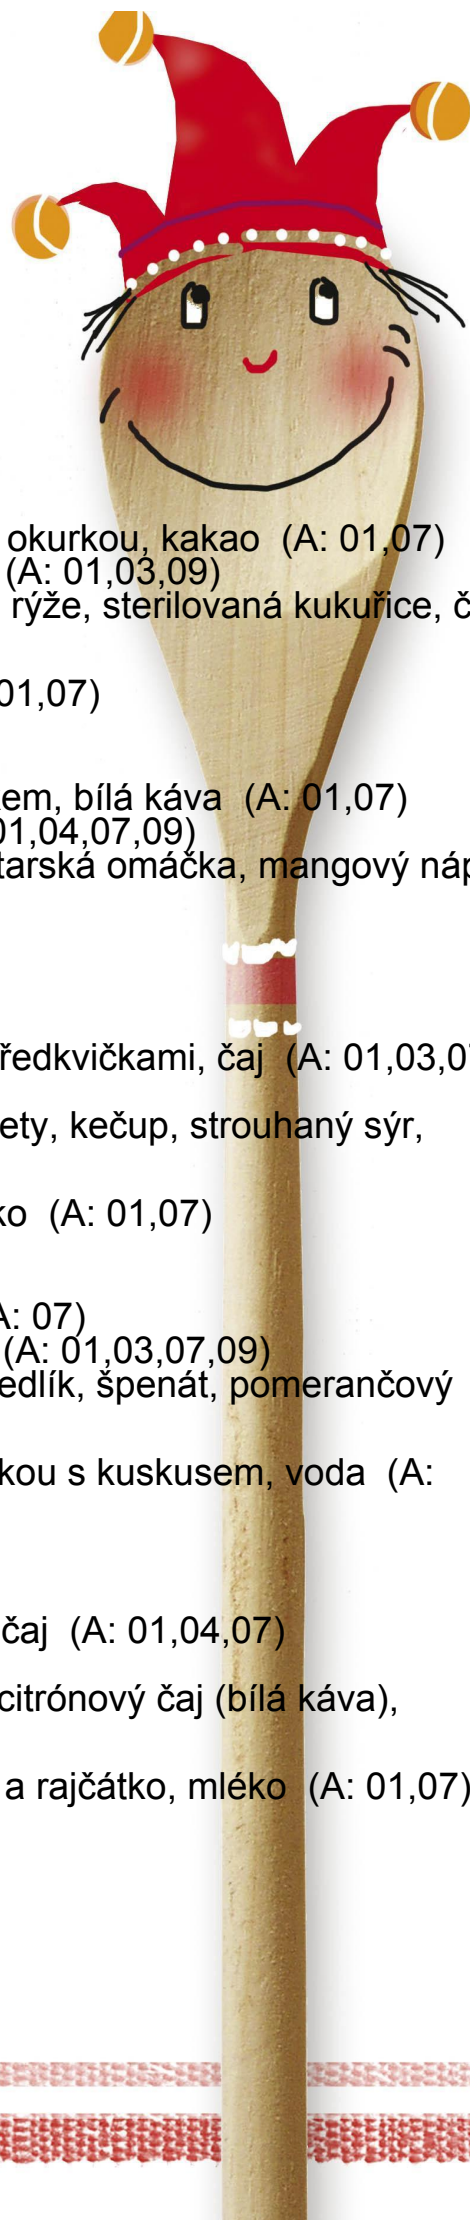 okurkou, kakao (A: 01,07)
(A: 01,03,09)
rýže, sterilovaná kukuřice, č
01,07)
em, bílá káva (A: 01,07)
01,04,07,09)
tarská omáčka, mangový náp
ředkvičkami, čaj (A: 01,03,0
ety, kečup, strouhaný sýr,
ko (A: 01,07)
A: 07)
(A: 01,03,07,09)
edlík, špenát, pomerančový
kou s kuskusem, voda (A:
čaj (A: 01,04,07)
citrónový čaj (bílá káva),
a rajčátko, mléko (A: 01,07)